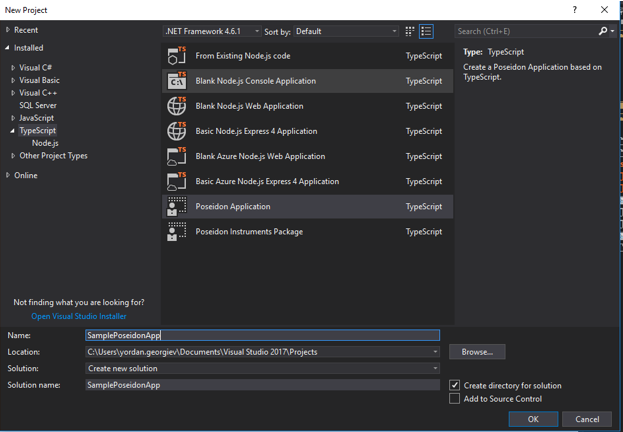 New Project
Recent
.NET Framework 4.6.1
Sort by: Default
Search (Ctrl+E)
Installed
Visual C#
Visual Basic
Visual C++
SQL Server
JavaScript
TypeScript
Node.js
Other Project Types
Online
Not finding what you are looking for?
Open Visual Studio Installer
TS
From Existing Node.js code
TypeScript
TS
C:\
Blank Node.js Console Application
TypeScript
TS
Blank Node.js Web Application
TypeScript
TS
Basic Node.js Express 4 Application
TypeScript
TS
Blank Azure Node.js Web Application
TypeScript
TS
Basic Azure Node.js Express 4 Application
TypeScript
Poseidon Application
TypeScript
Poseidon Instruments Package
TypeScript
Type: TypeScript
Create a Poseidon Application based on
TypeScript.
Name:
SamplePoseidonApp
Location:
C:\Users\yordan.georgiev\Documents\Visual Studio 2017\Projects
Browse...
Solution:
Create new solution
Solution name:
SamplePoseidonApp
Create directory for solution
Add to Source Control
OK
Cancel